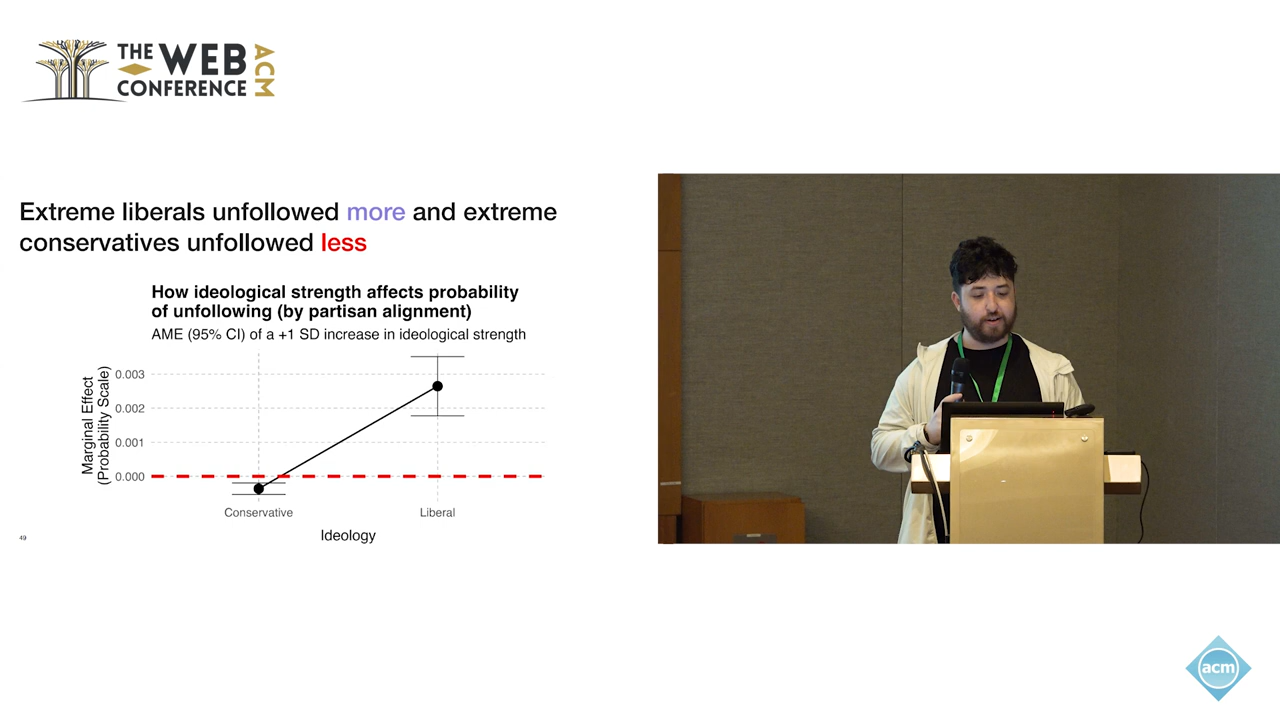 THE WEB
CONFERENCE
ACM
Extreme liberals unfollowed more and extreme
conservatives unfollowed less
How ideological strength affects probability
of unfollowing (by partisan alignment)
AME (95% CI) of a +1 SD increase in ideological strength
Marginal Effect
(Probability Scale)
0.003
0.002
0.001
0.000
Conservative
Liberal
Ideology
49
acm